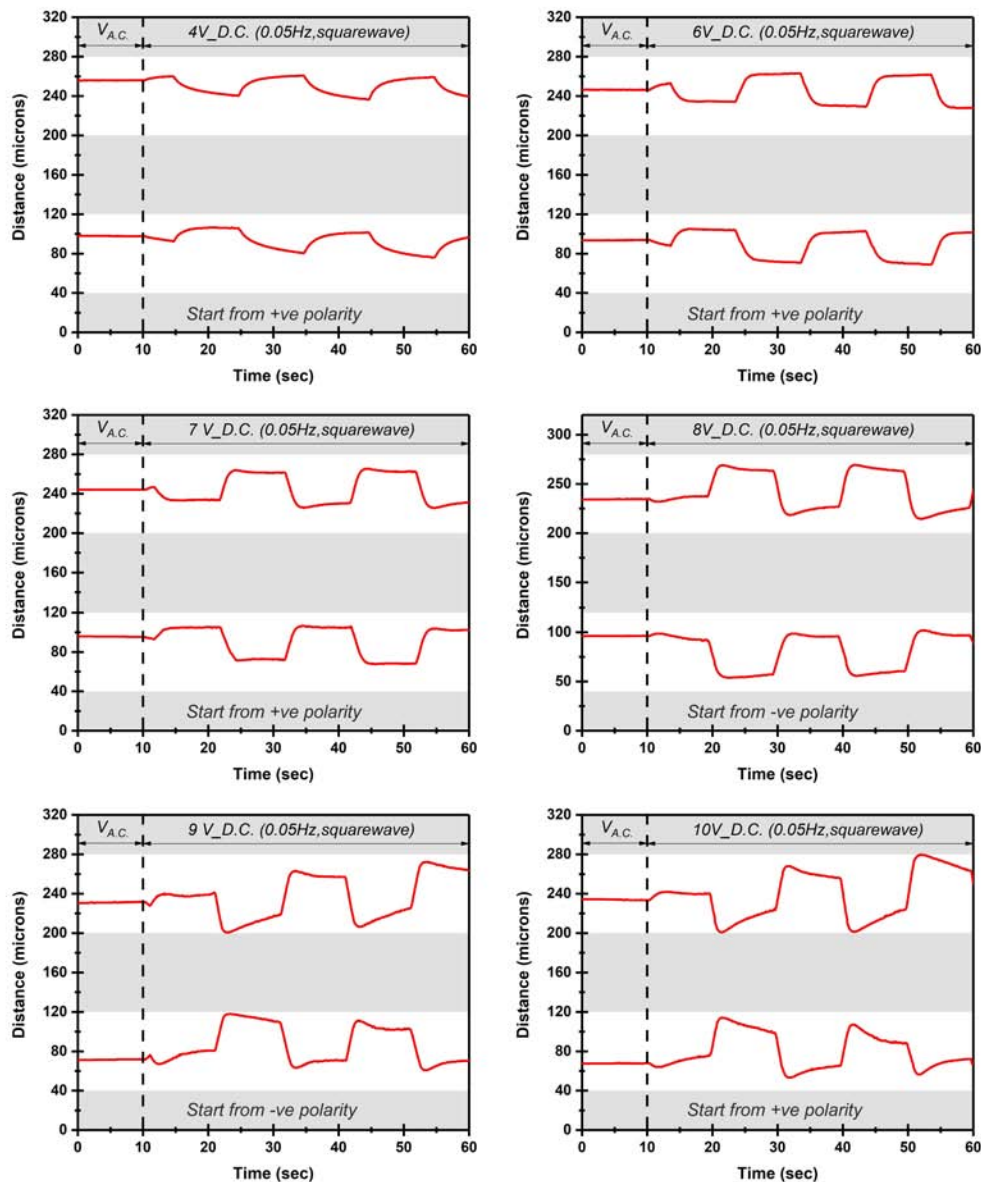 V_A.C. 4V_D.C. (0.05Hz,squarewave)
320
280
240
200
160
120
80
40
0
Distance (microns)
Start from +ve polarity
0 10 20 30 40 50 60
Time (sec)
V_A.C. 6V_D.C. (0.05Hz,squarewave)
320
280
240
200
160
120
80
40
0
Distance (microns)
Start from +ve polarity
0 10 20 30 40 50 60
Time (sec)
V_A.C. 7 V_D.C. (0.05Hz,squarewave)
320
280
240
200
160
120
80
40
0
Distance (microns)
Start from +ve polarity
0 10 20 30 40 50 60
Time (sec)
V_A.C. 8V_D.C. (0.05Hz,squarewave)
300
250
200
150
100
50
0
Distance (microns)
Start from -ve polarity
0 10 20 30 40 50 60
Time (sec)
V_A.C. 9 V_D.C. (0.05Hz,squarewave)
320
280
240
200
160
120
80
40
0
Distance (microns)
Start from -ve polarity
0 10 20 30 40 50 60
Time (sec)
V_A.C. 10V_D.C. (0.05Hz,squarewave)
320
280
240
200
160
120
80
40
0
Distance (microns)
Start from +ve polarity
0 10 20 30 40 50 60
Time (sec)